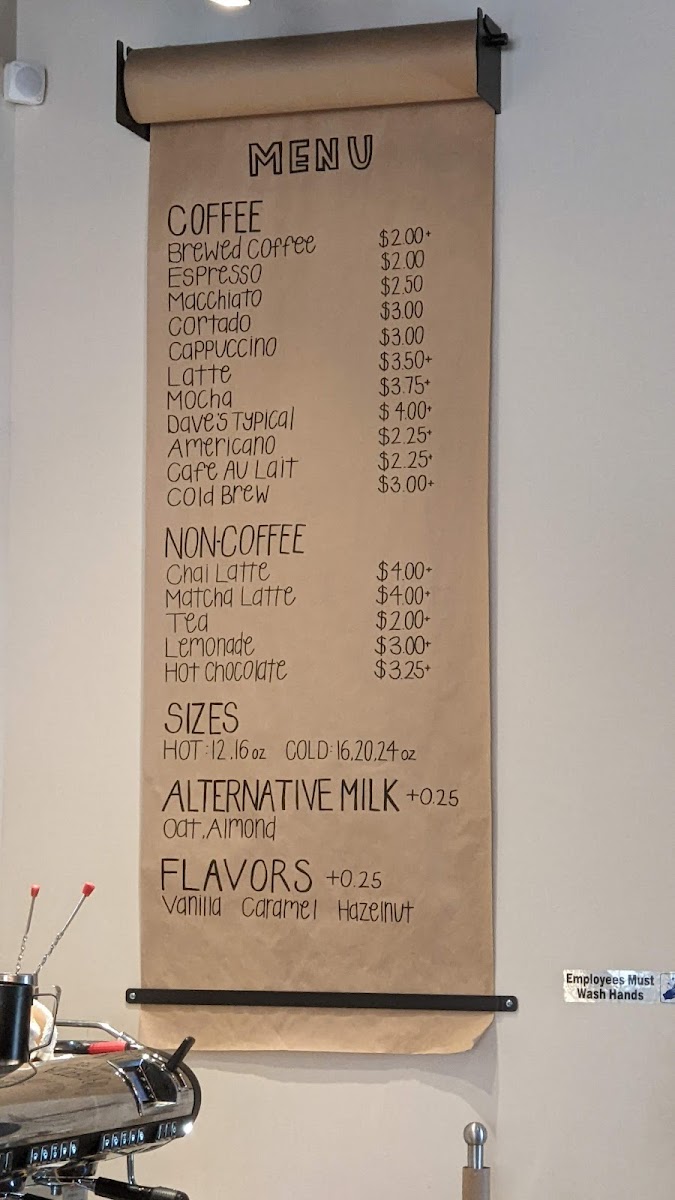 MENU
COFFEE
Brewed Coffee $2.00+
Espresso $2.00
Macchiato $2.50
Cortado $3.00
Cappuccino $3.00
Latte $3.50+
Mocha $3.75+
Dave's Typical $4.00+
Americano $2.25+
Cafe Au Lait $2.25+
Cold Brew $3.00+
NON-COFFEE
Chai Latte $4.00+
Matcha Latte $4.00+
Tea $2.00+
Lemonade $3.00+
Hot Chocolate $3.25+
SIZES
HOT: 12, 16 oz COLD: 16, 20, 24 oz
ALTERNATIVE MILK +0.25
Oat, Almond
FLAVORS +0.25
Vanilla Caramel Hazelnut
Employees Must
Wash Hands